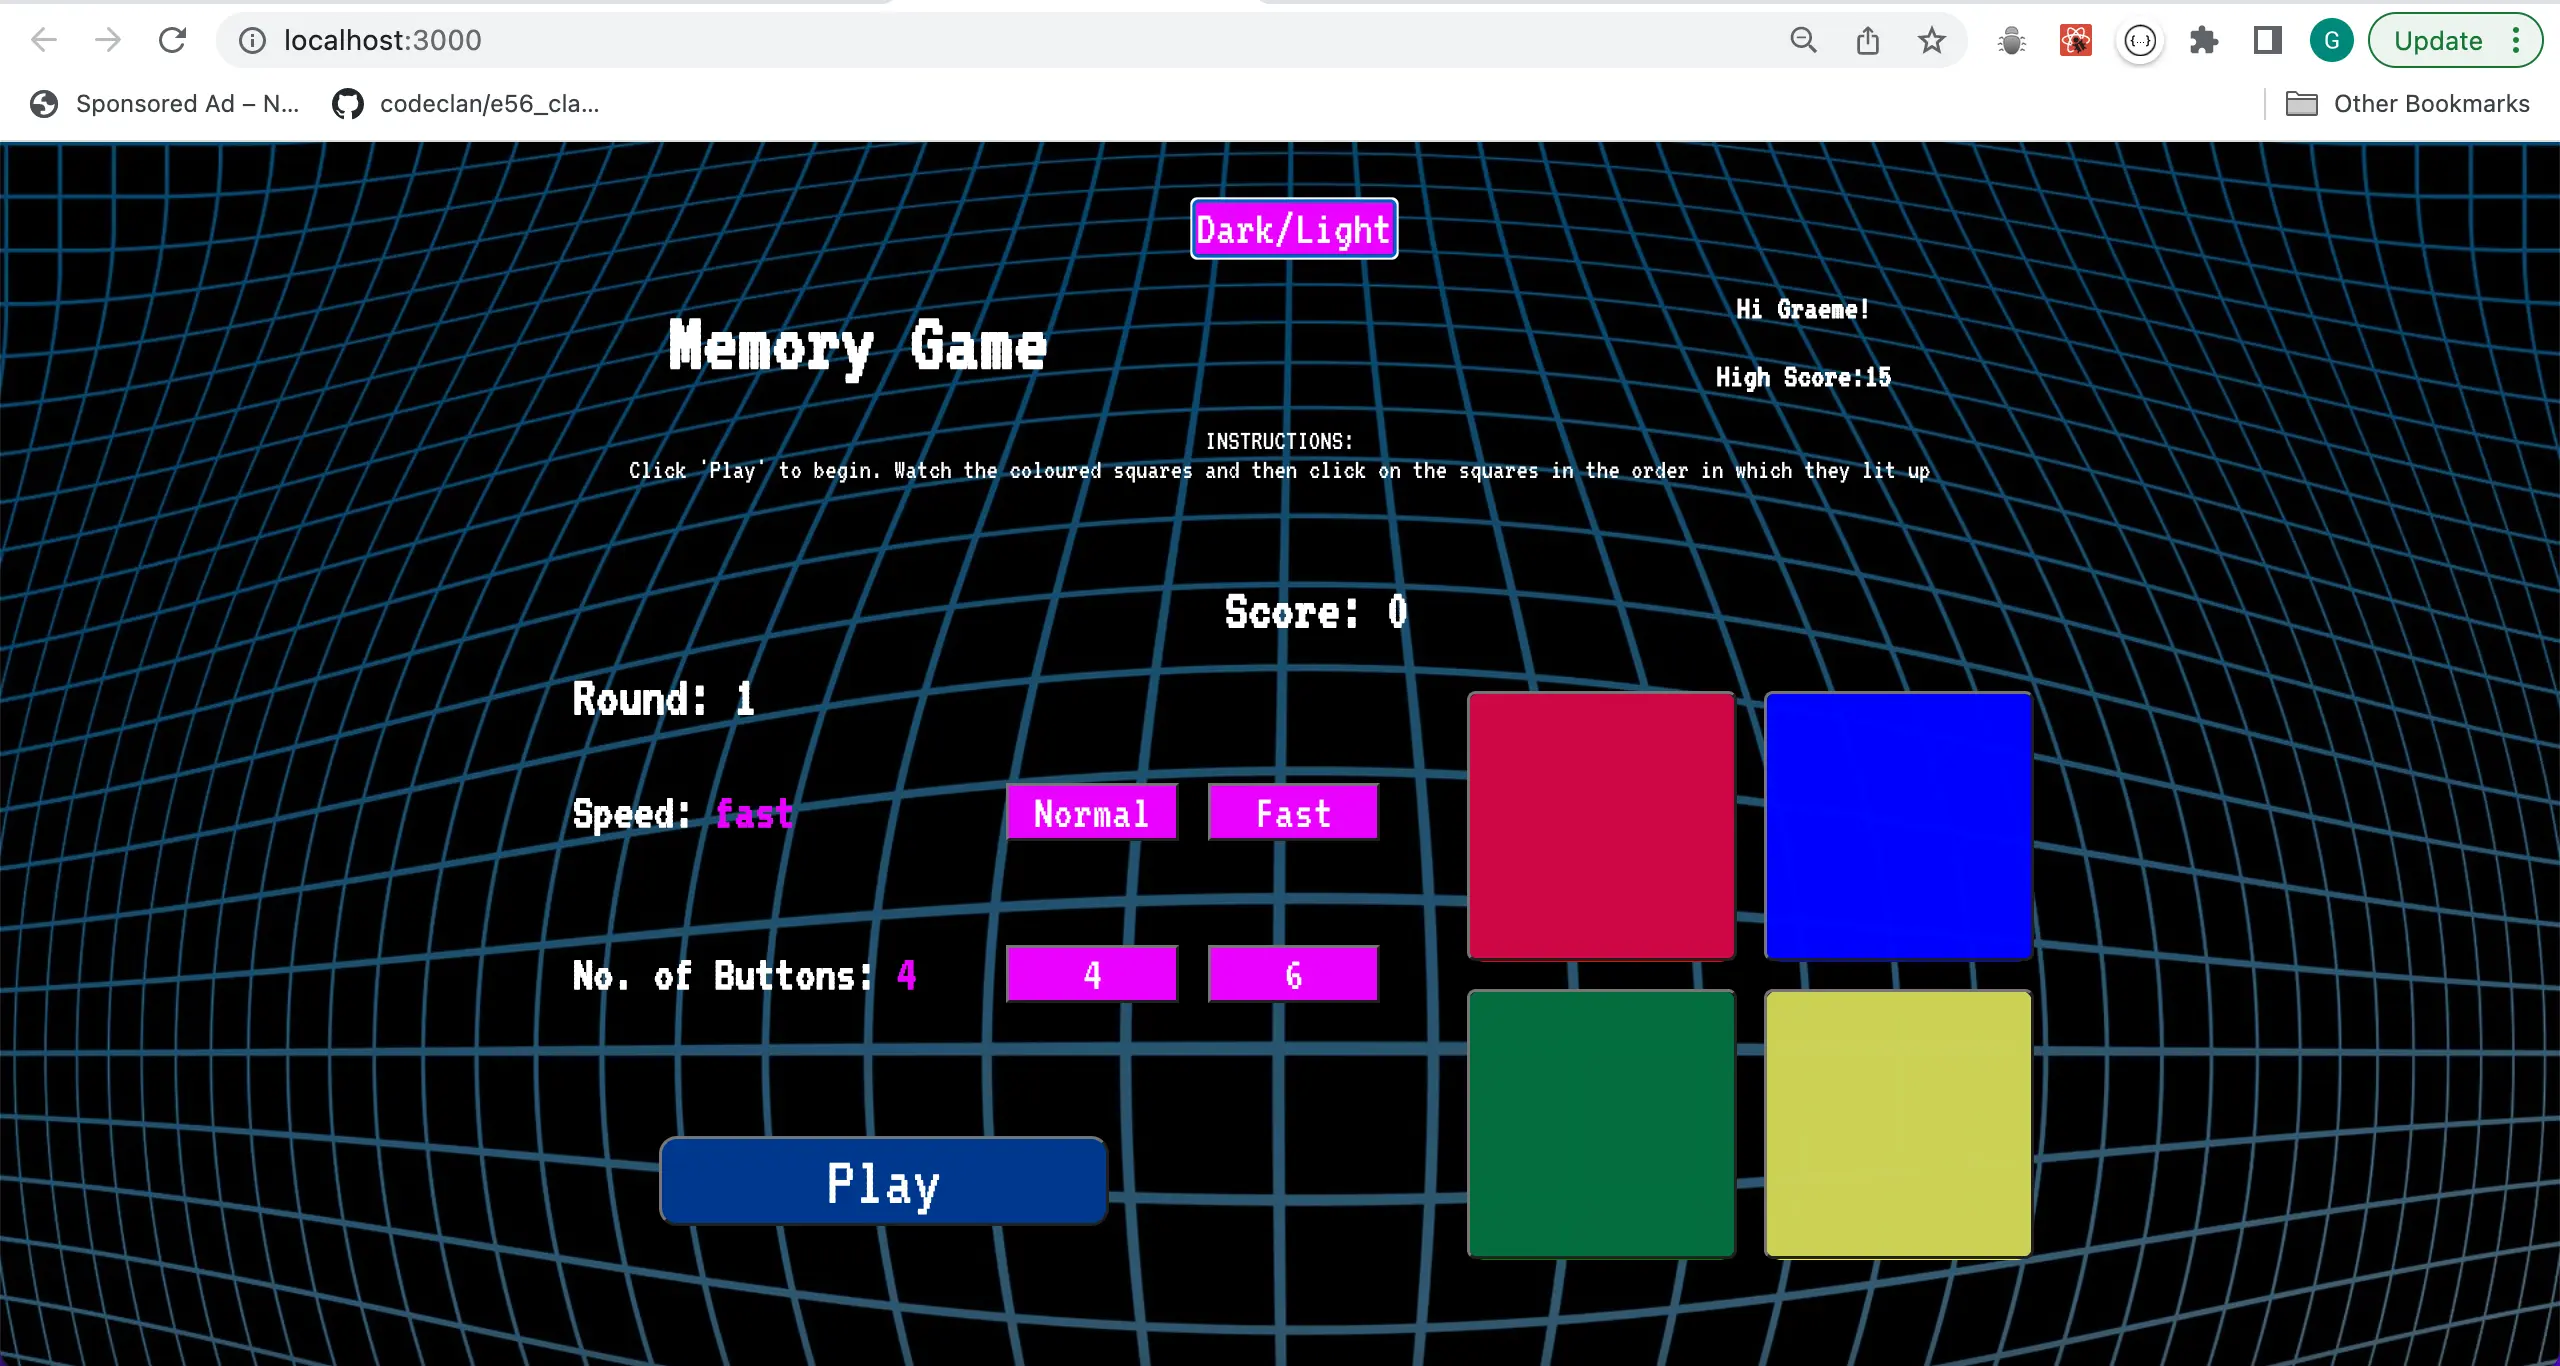 localhost:3000
G
Update
Sponsored Ad – N...
codeclan/e56_cla...
Other Bookmarks
Dark/Light
Hi Graeme!
Memory Game
High Score:15
INSTRUCTIONS:
Click 'Play' to begin. Watch the coloured squares and then click on the squares in the order in which they lit up
Score: 0
Round: 1
Speed: fast
Normal
Fast
No. of Buttons: 4
4
6
Play